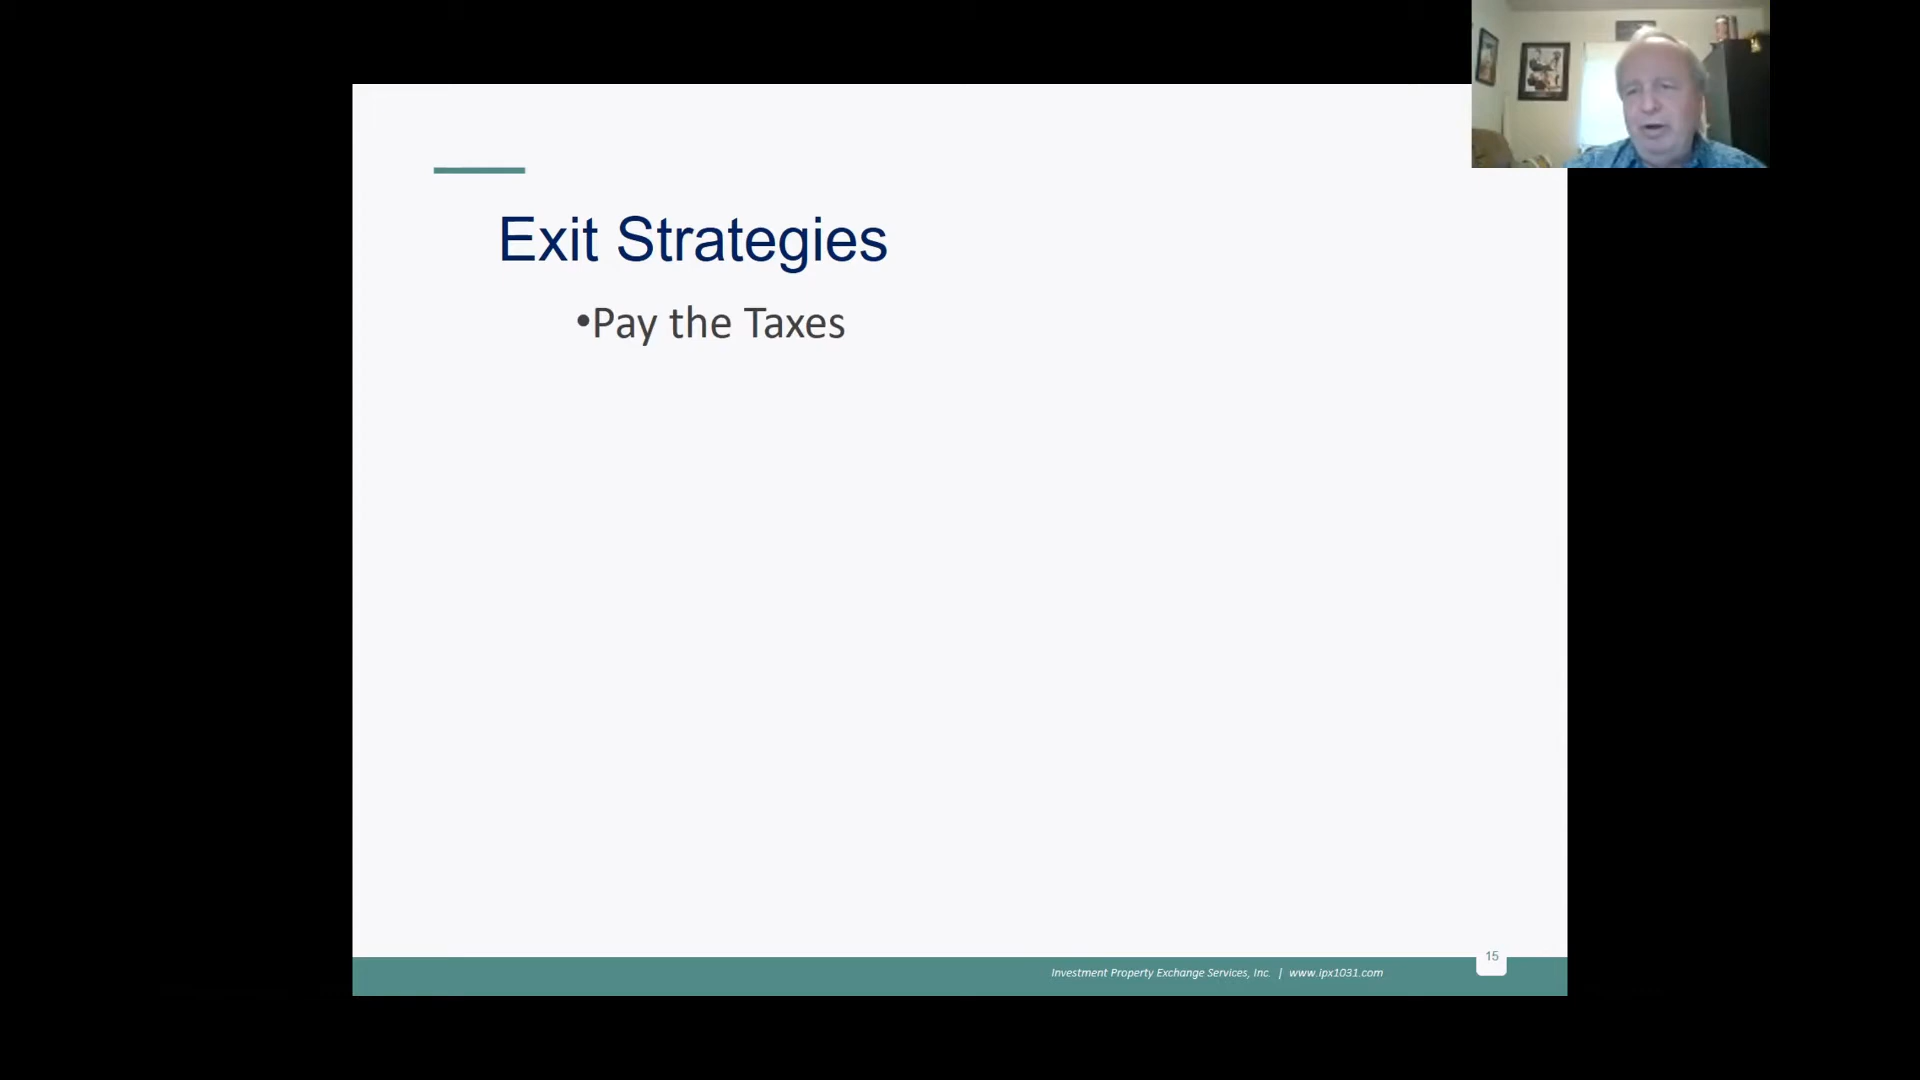 Exit Strategies
•Pay the Taxes
15
Investment Property Exchange Services, Inc. | www.ipx1031.com